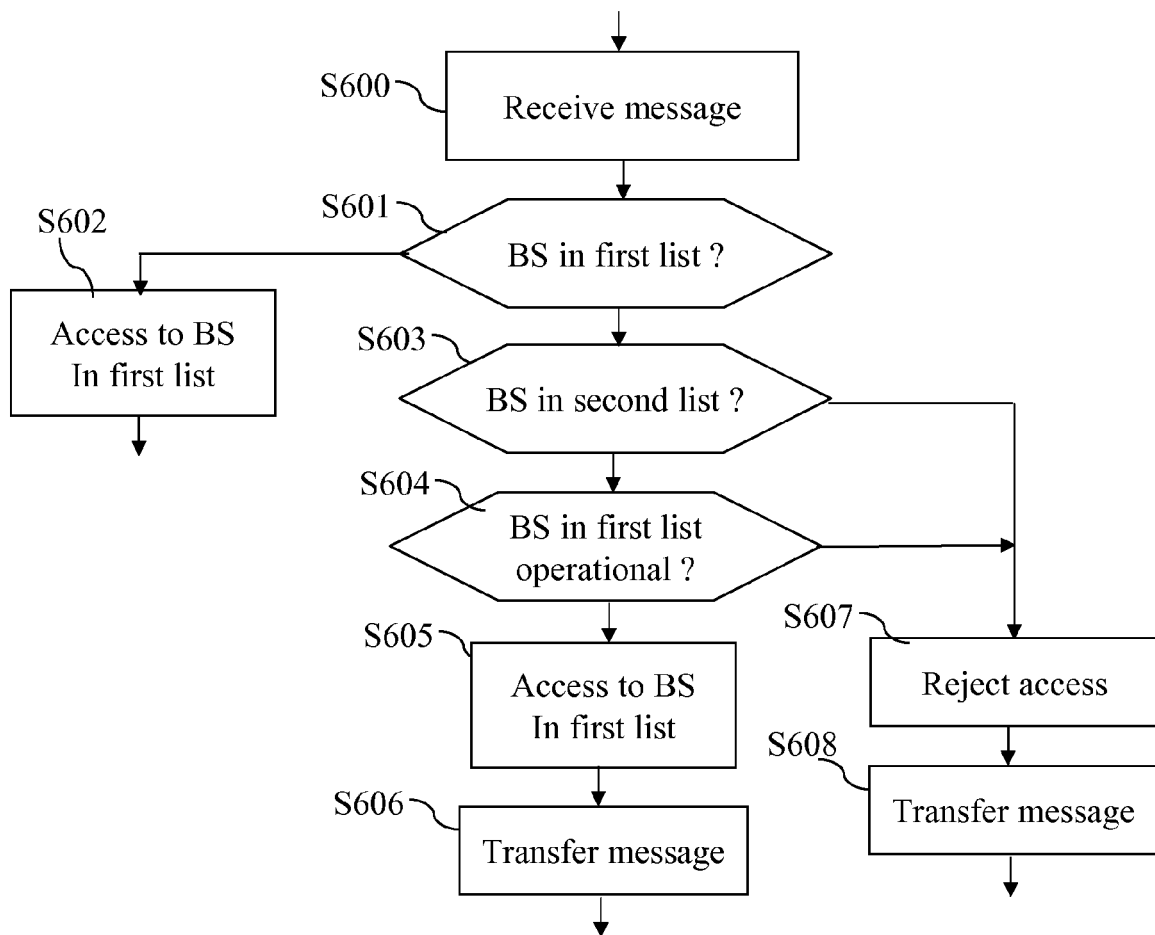 S600
Receive message
S601
BS in first list ?
S602
Access to BS
In first list
S603
BS in second list ?
S604
BS in first list
operational ?
S605
Access to BS
In first list
S606
Transfer message
S607
Reject access
S608
Transfer message